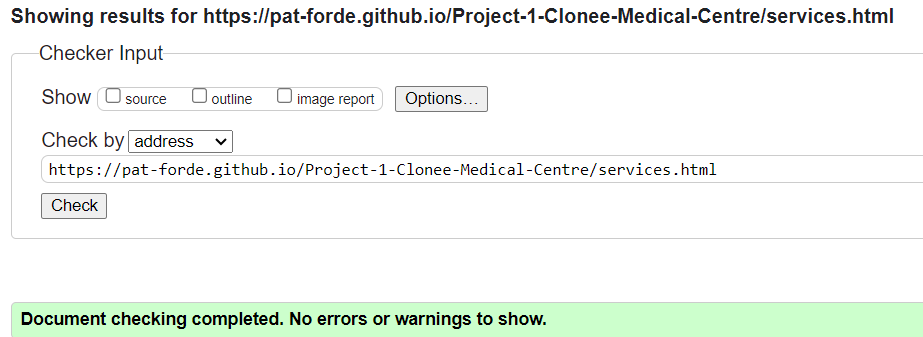 Showing results for https://pat-forde.github.io/Project-1-Clonee-Medical-Centre/services.html
Checker Input
Show source outline image report Options...
Check by address
https://pat-forde.github.io/Project-1-Clonee-Medical-Centre/services.html
Check
Document checking completed. No errors or warnings to show.